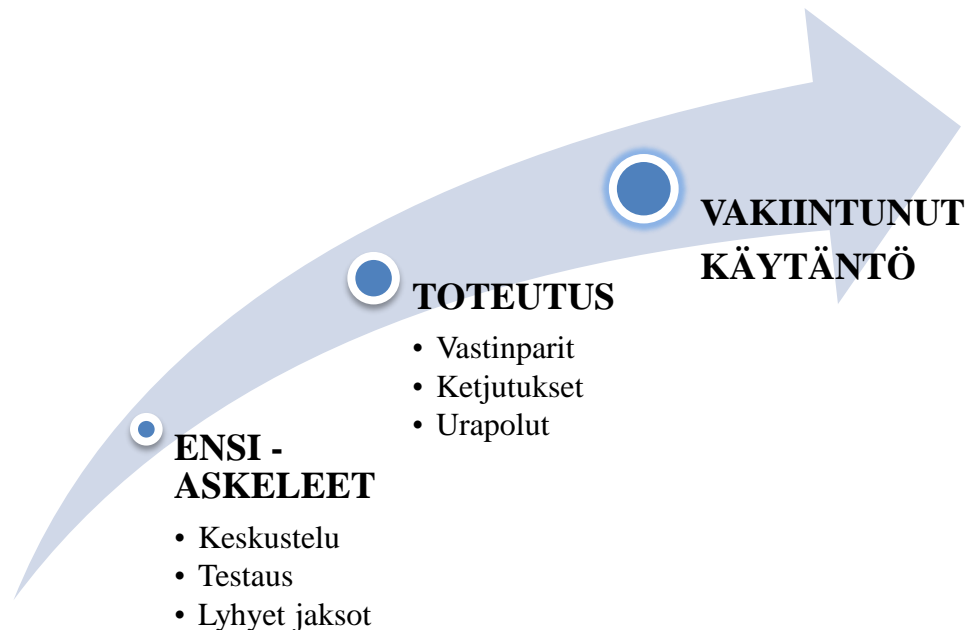 ENSI -
ASKELEET
• Keskustelu
• Testaus
• Lyhyet jaksot
TOTEUTUS
• Vastinparit
• Ketjutukset
• Urapolut
VAKIINTUNUT
KÄYTÄNTÖ